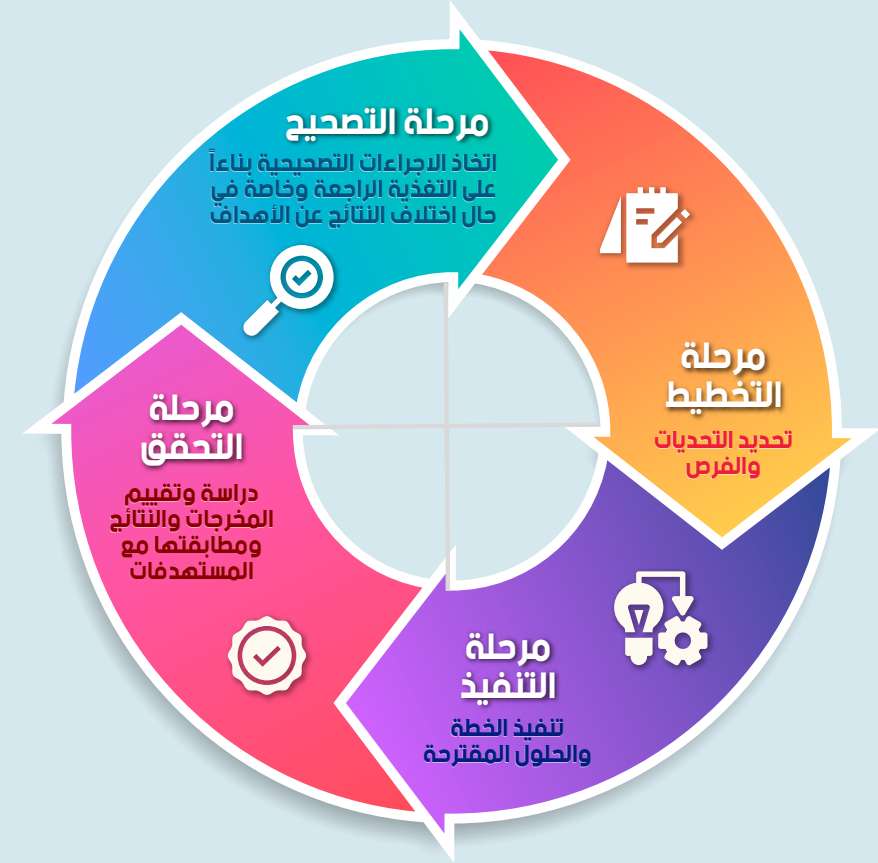 مرحلة التصحيح
اتخاذ الاجراءات التصحيحية بناءاً
على التغذية الراجعة وخاصة في
حال اختلاف النتائج عن الأهداف
مرحلة
التخطيط
تحديد التحديات
والفرص
مرحلة
التنفيذ
تنفيذ الخطة
والحلول المقترحة
مرحلة
التحقق
دراسة وتقييم
المخرجات والنتائج
ومطابقتها مع
المستهدفات